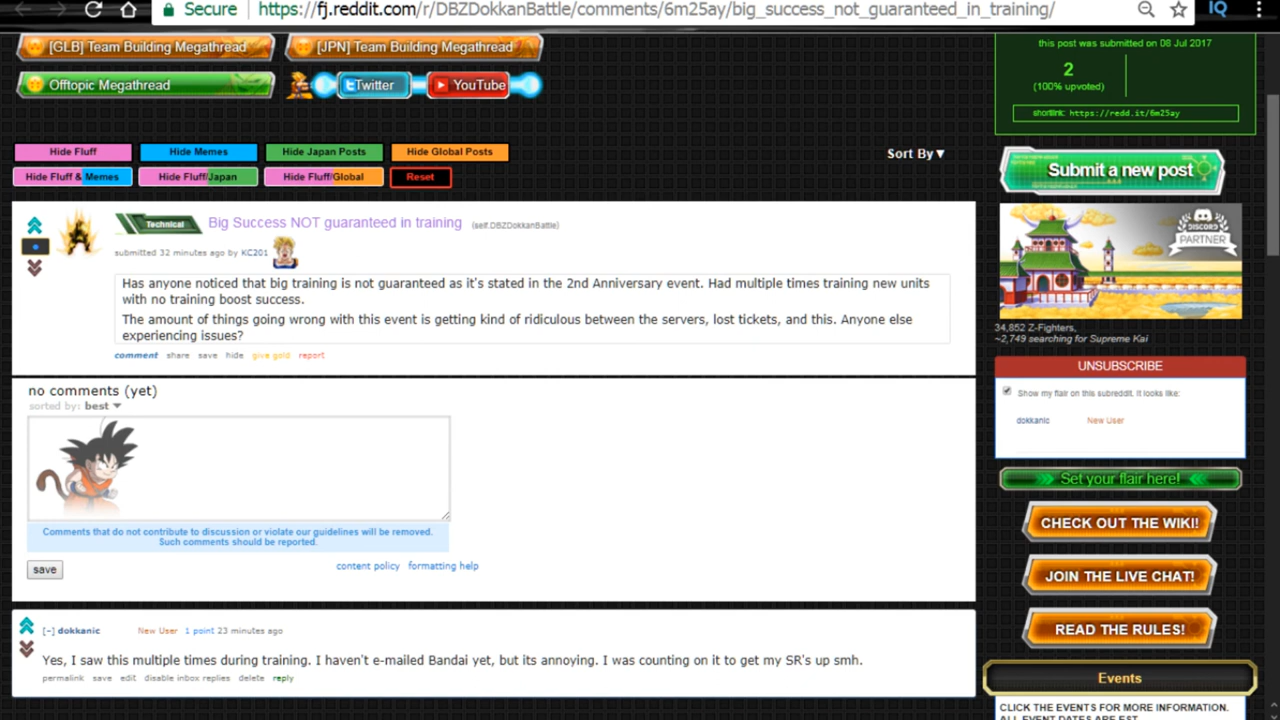 Secure https://fj.reddit.com/r/DBZDokkanBattle/comments/6m25ay/big_success_not_guaranteed_in_training/ IQ
[GLB] Team Building Megathread [JPN] Team Building Megathread
Offtopic Megathread Twitter YouTube
Hide Fluff Hide Memes Hide Japan Posts Hide Global Posts
Hide Fluff & Memes Hide Fluff/Japan Hide Fluff/Global Reset
Sort By▼
Technical Big Success NOT guaranteed in training (self.DBZDokkanBattle)
submitted 32 minutes ago by KC201
Has anyone noticed that big training is not guaranteed as it's stated in the 2nd Anniversary event. Had multiple times training new units
with no training boost success.
The amount of things going wrong with this event is getting kind of ridiculous between the servers, lost tickets, and this. Anyone else
experiencing issues?
comment share save hide give gold report
no comments (yet)
sorted by: best
Comments that do not contribute to discussion or violate our guidelines will be removed.
Such comments should be reported.
save content policy formatting help
[–] dokkanic New User 1 point 23 minutes ago
Yes, I saw this multiple times during training. I haven't e-mailed Bandai yet, but its annoying. I was counting on it to get my SR's up smh.
permalink save edit disable inbox replies delete reply
this post was submitted on 08 Jul 2017
2
(100% upvoted)
shortlink: https://redd.it/6m25ay
Submit a new post
DISCORD
PARTNER
34,852 Z-Fighters,
~2,749 searching for Supreme Kai
UNSUBSCRIBE
Show my flair on this subreddit. It looks like:
dokkanic New User
Set your flair here!
CHECK OUT THE WIKI!
JOIN THE LIVE CHAT!
READ THE RULES!
Events
CLICK THE EVENTS FOR MORE INFORMATION.
ALL EVENT DATES ARE EST